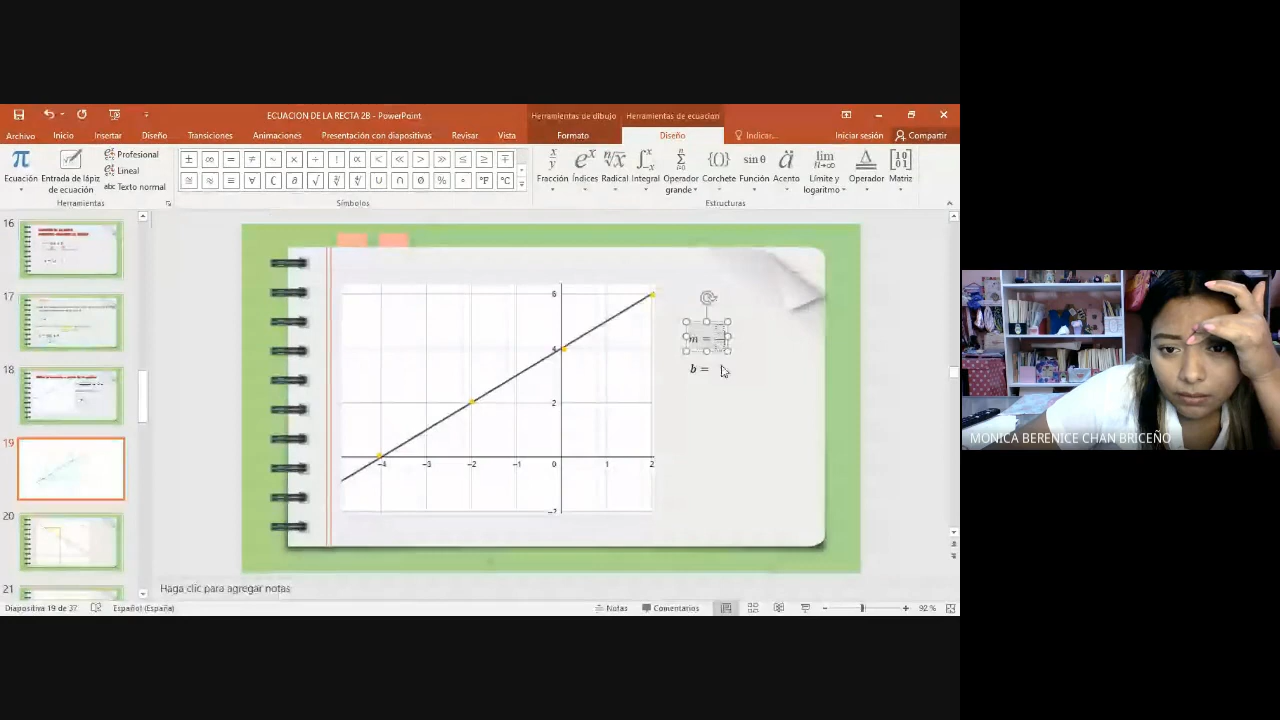 ECUACION DE LA RECTA 2B - PowerPoint
Herramientas de dibujo
Herramientas de ecuación
Archivo
Inicio
Insertar
Diseño
Transiciones
Animaciones
Presentación con diapositivas
Revisar
Vista
Formato
Diseño
Indicar...
Iniciar sesión
Compartir
Ecuación
Entrada de lápiz
de ecuación
Profesional
Lineal
abc Texto normal
± ∞ = ≠ ~ × ÷ ! ∝ < ≪ > ≫ ≤ ≥ ∓
≅ ≈ ≡ ∀ ∁ ∂ √ ∛ ∜ ∪ ∩ ∅ % ° °F °C
Fracción
Índices
Radical
Integral
Operador
grande
Corchete
Función
Acento
Límite y
logaritmo
Operador
Matriz
Herramientas
Símbolos
Estructuras
16
17
18
19
20
21
6
4
2
-4
-3
-2
-1
0
1
2
m =
b =
Haga clic para agregar notas
Diapositiva 19 de 37
Español (España)
Notas
Comentarios
92 %
MONICA BERENICE CHAN BRICEÑO